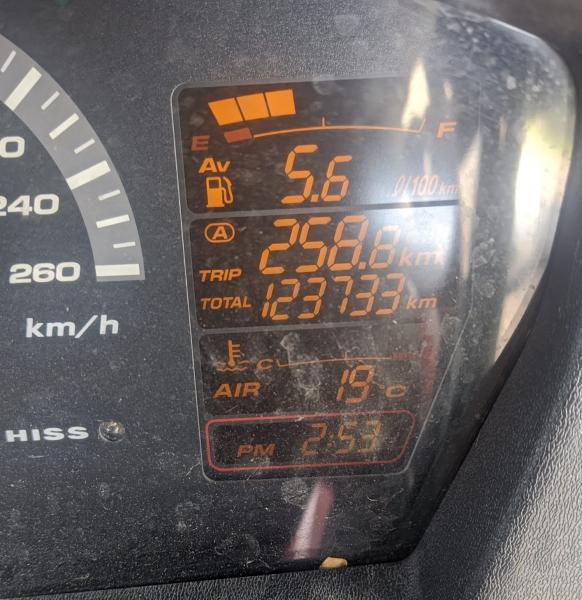 240
260
km/h
HISS
E F
Av 5.6 ℓ/100km
A 258.8 km
TRIP
TOTAL 123733 km
C
AIR 19°C
PM 2:53